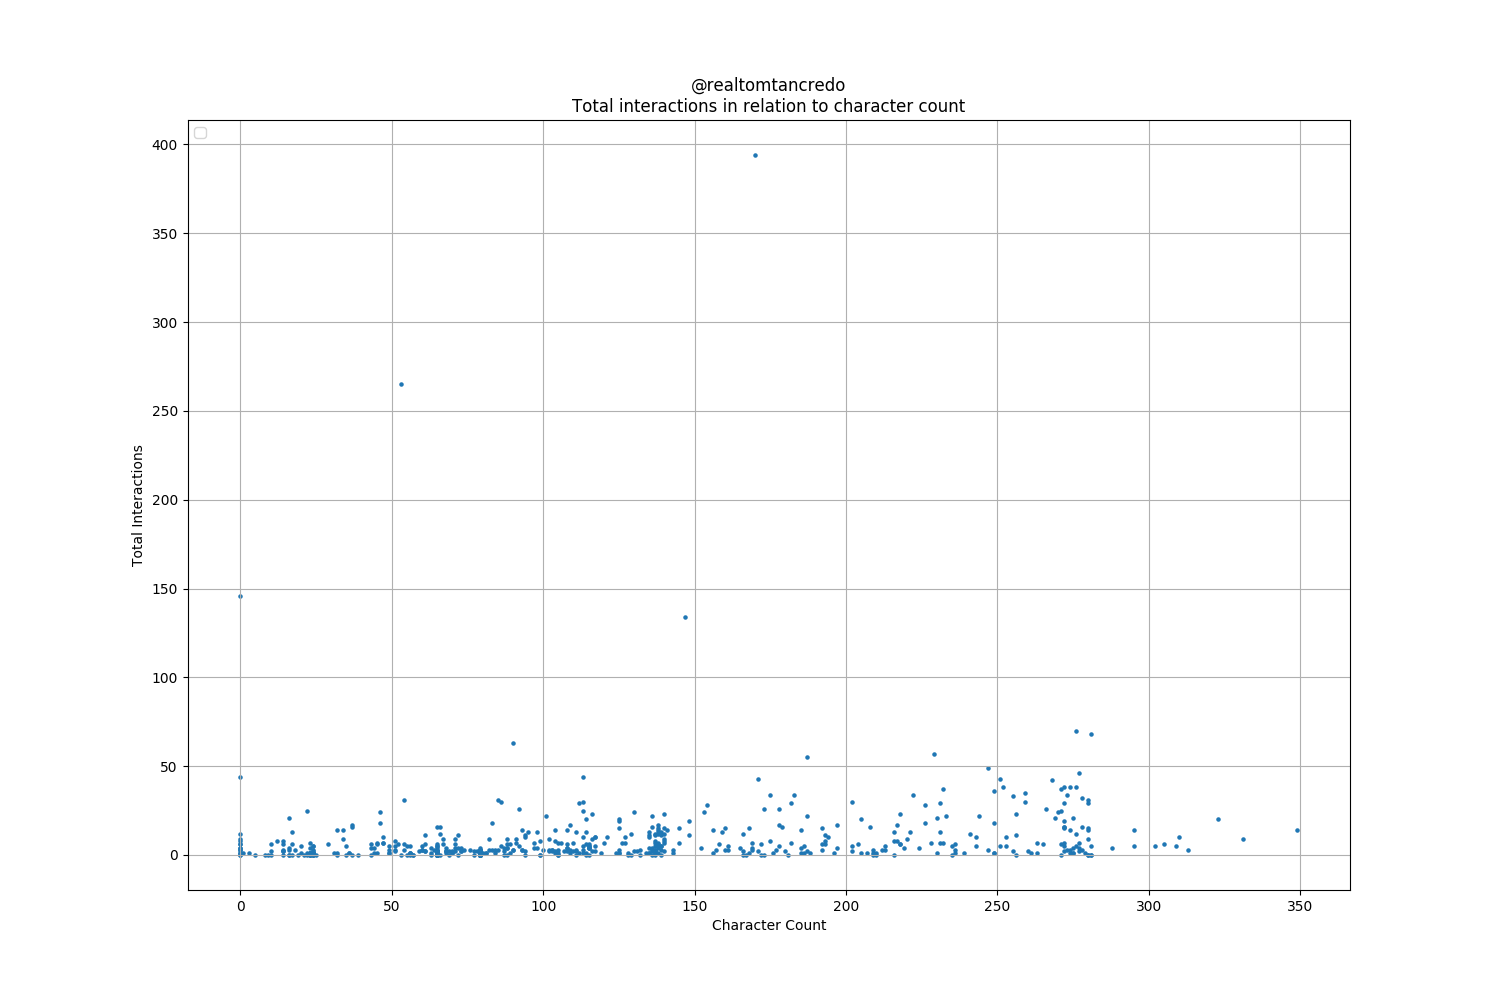 @realtomtancredo
Total interactions in relation to character count
400
350
300
250
200
150
100
50
0
Total Interactions
0 50 100 150 200 250 300 350
Character Count